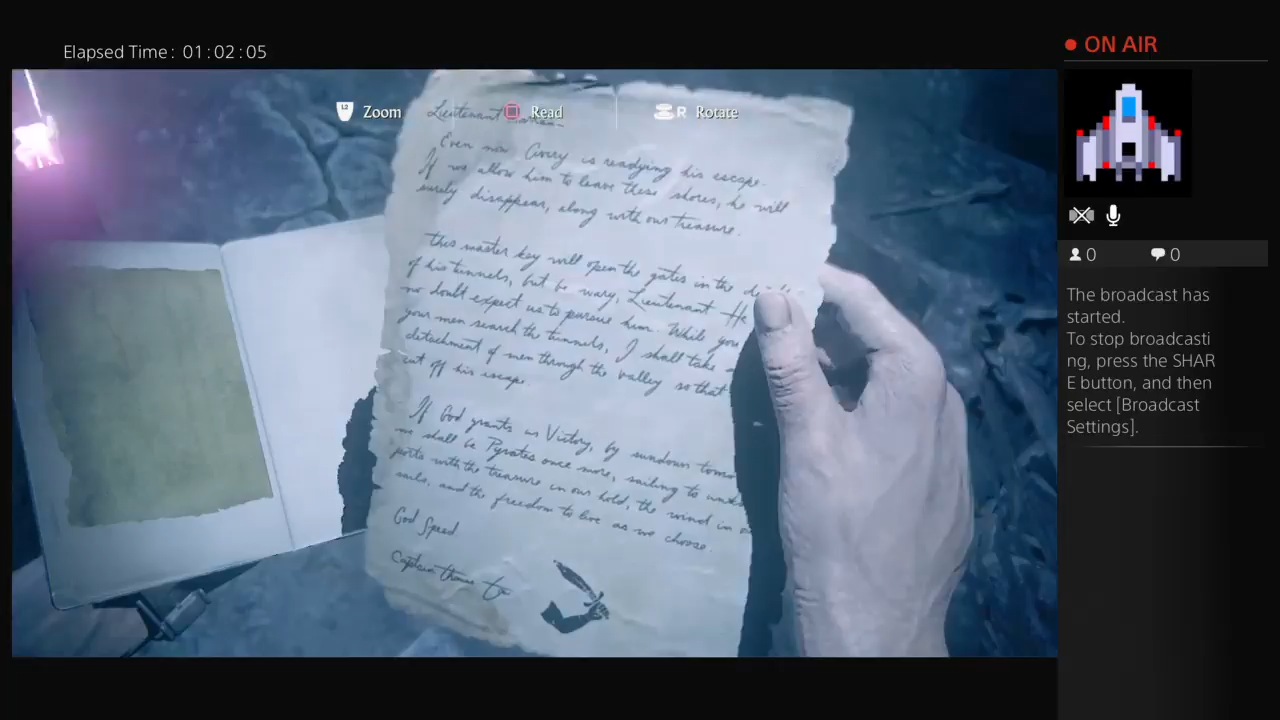 Elapsed Time: 01:02:05
ON AIR
L2
Zoom
Read
R
Rotate
0
0
The broadcast has
started.
To stop broadcasti
ng, press the SHAR
E button, and then
select [Broadcast
Settings].
Lieutenant
Even now Avery is readying his escape.
If we allow him to leave these shores, he will
surely disappear, along with our treasure.
This master key will open the gates in the
of his tunnels, but be wary, Lieutenant. He
no doubt expect us to pursue him. While you
your men search the tunnels, I shall take
detachment of men through the valley so that
cut off his escape.
If God grants us Victory, by sundown
we shall be Pyrates once more, sailing to
ports with the treasure in our hold, the wind in
sails, and the freedom to live as we choose.
God Speed
Captain Thomas